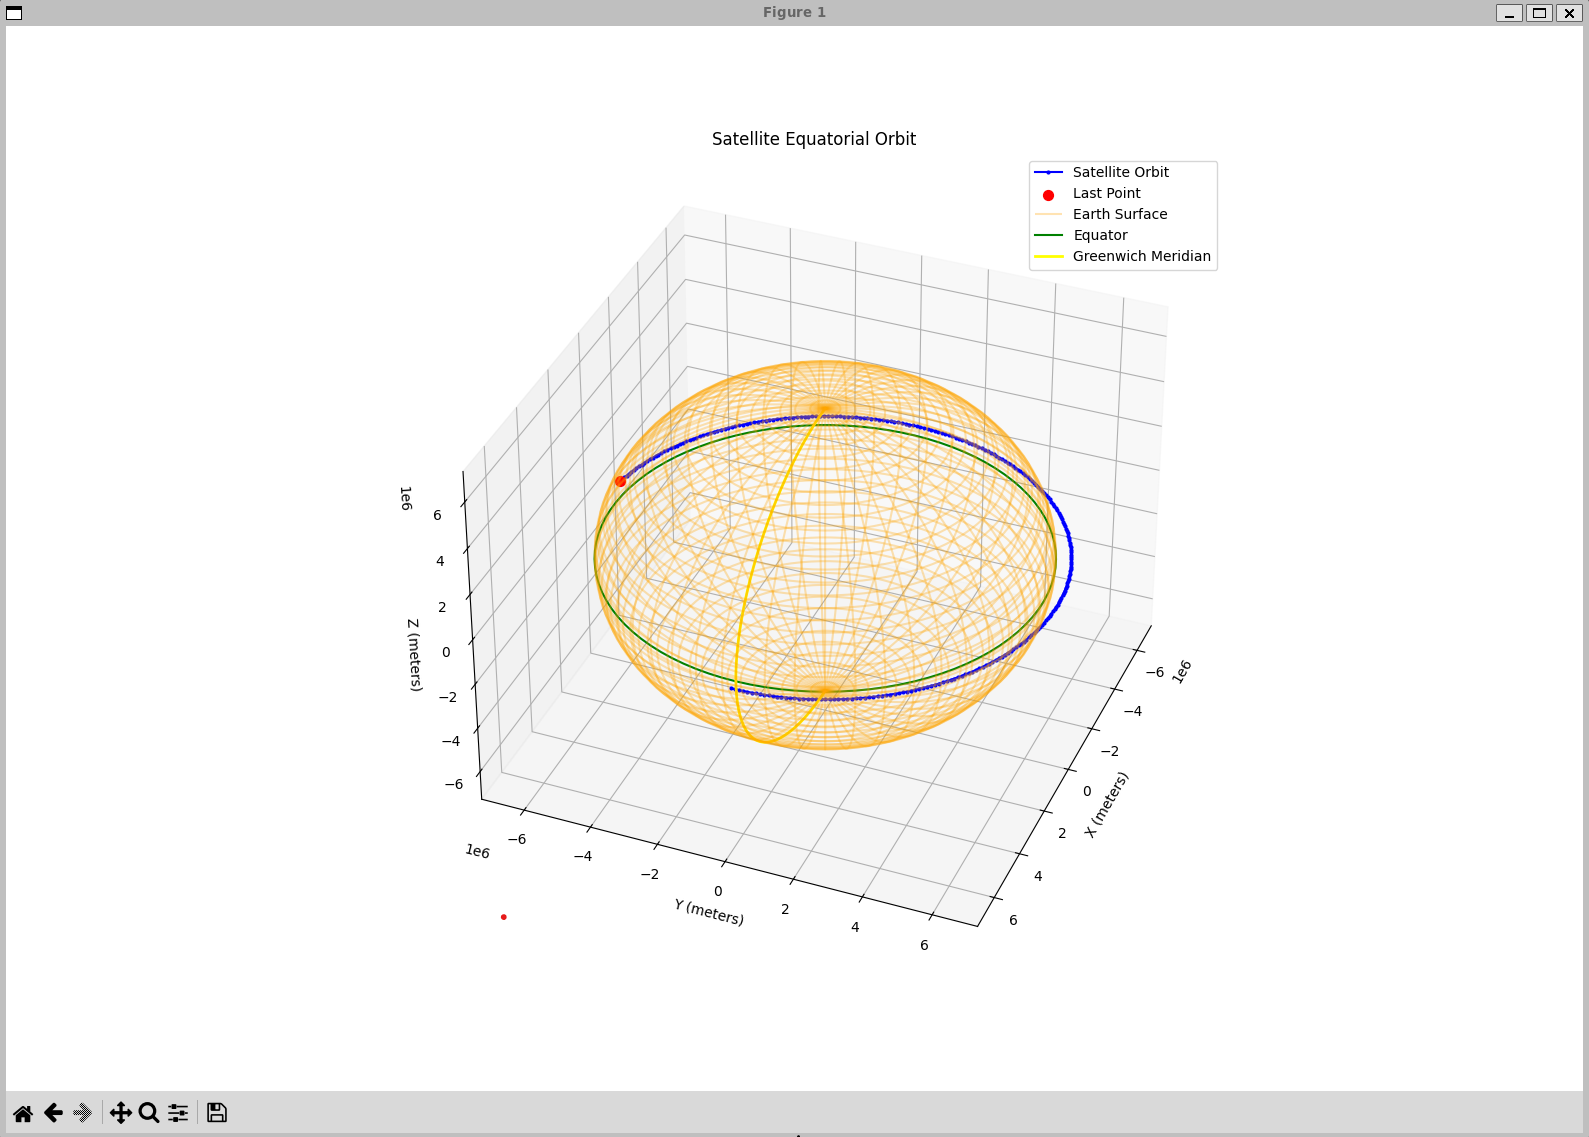 Figure 1
Satellite Equatorial Orbit
Satellite Orbit
Last Point
Earth Surface
Equator
Greenwich Meridian
1e6
6
4
2
0
−2
−4
−6
Z (meters)
1e6
−6
−4
−2
0
2
4
6
Y (meters)
1e6
−6
−4
−2
0
2
4
6
X (meters)